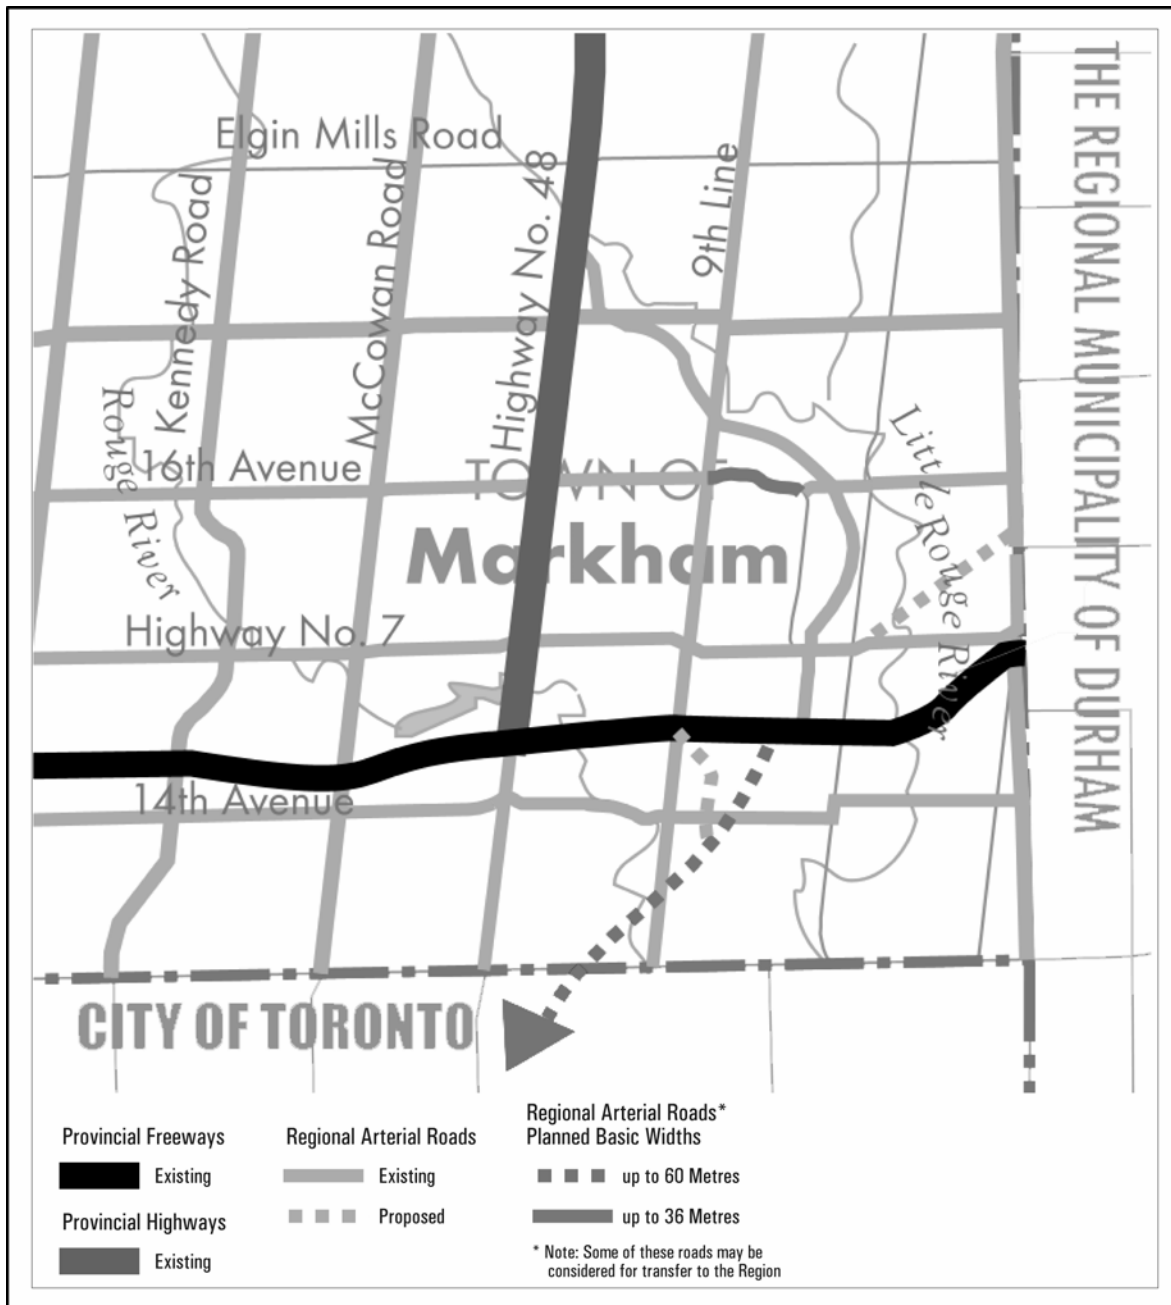 THE REGIONAL MUNICIPALITY OF DURHAM
Elgin Mills Road
Kennedy Road
McCowan Road
Highway No. 48
9th Line
Rouge River
16th Avenue
TOWN OF
Markham
Little Rouge River
Highway No. 7
14th Avenue
CITY OF TORONTO
Provincial Freeways
Existing
Provincial Highways
Existing
Regional Arterial Roads
Existing
Proposed
Regional Arterial Roads*
Planned Basic Widths
up to 60 Metres
up to 36 Metres
* Note: Some of these roads may be
considered for transfer to the Region